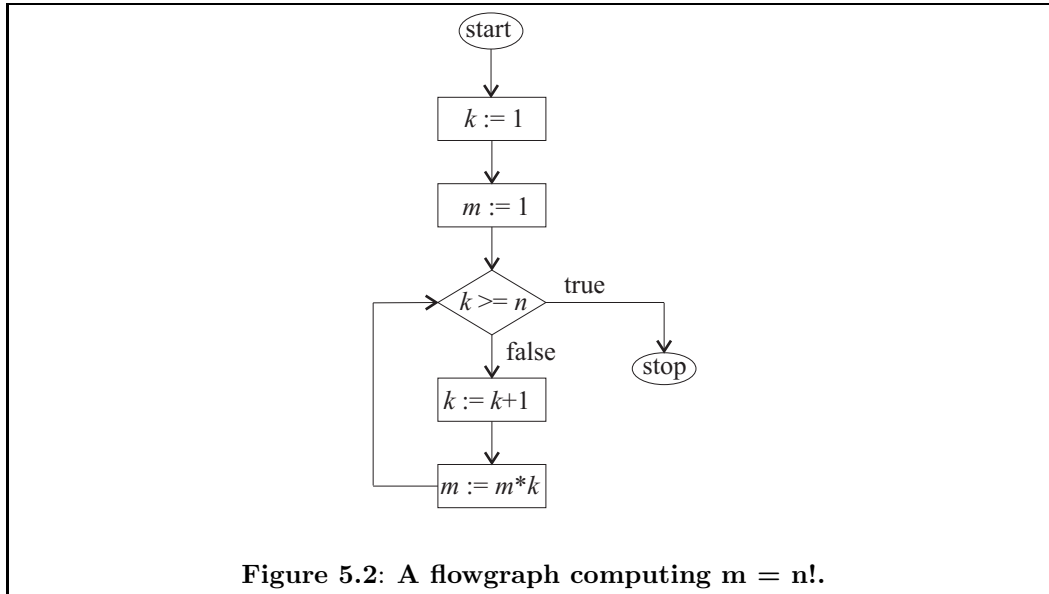 start
k := 1
m := 1
k >= n
true
false
stop
k := k+1
m := m*k
Figure 5.2: A flowgraph computing m = n!.